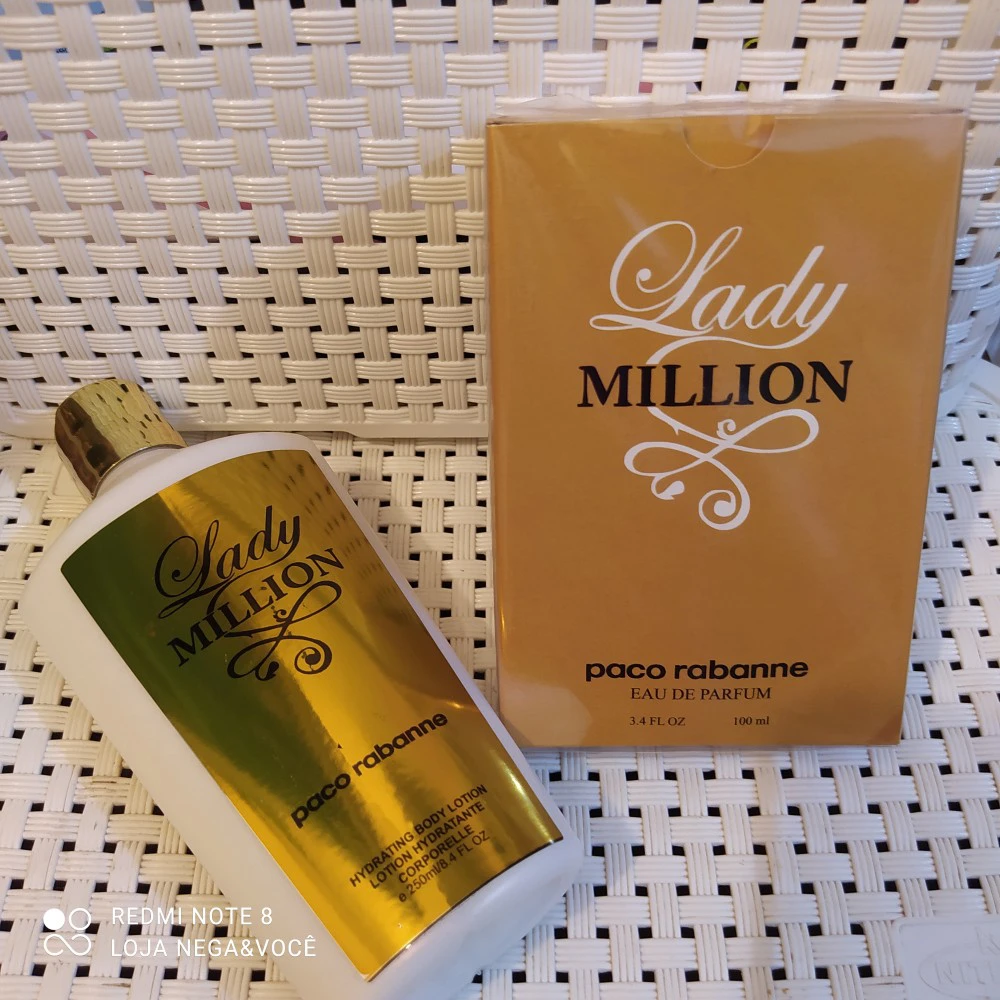 Lady
MILLION
paco rabanne
EAU DE PARFUM
3.4 FL OZ 100 ml
Lady
MILLION
paco rabanne
HYDRATING BODY LOTION
LOTION HYDRATANTE
CORPORELLE
e 250ml/8.4 FL OZ
REDMI NOTE 8
LOJA NEGA&VOCÊ